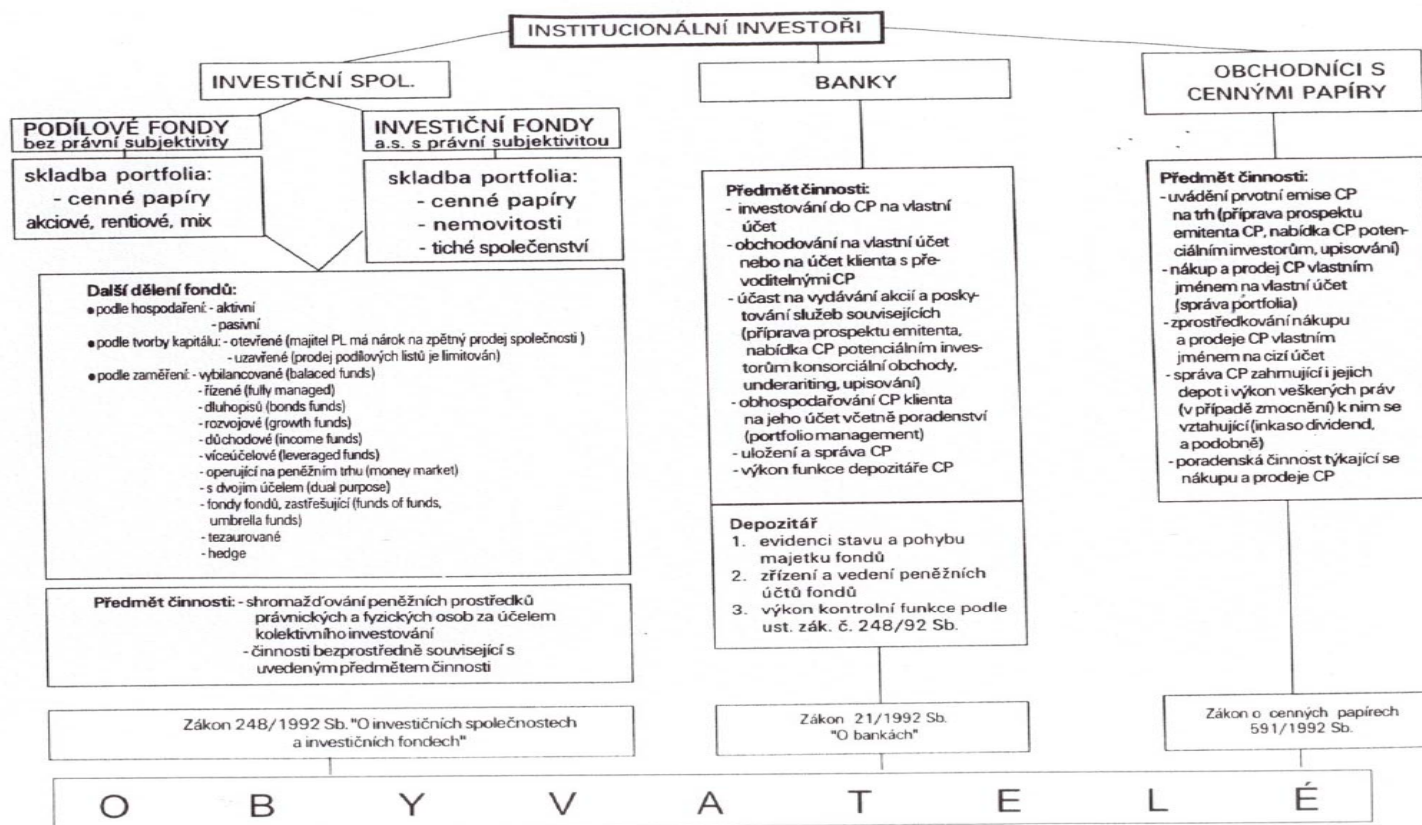 INSTITUCIONÁLNÍ INVESTOŘI
INVESTIČNÍ SPOL.
PODÍLOVÉ FONDY
bez právní subjektivity
INVESTIČNÍ FONDY
a.s. s právní subjektivitou
skladba portfolia:
- cenné papíry
akciové, rentiové, mix
skladba portfolia:
- cenné papíry
- nemovitosti
- tiché společenství
Další dělení fondů:
● podle hospodaření: - aktivní
- pasivní
● podle tvorby kapitálu: - otevřené (majitel PL má nárok na zpětný prodej společnosti )
- uzavřené (prodej podílových listů je limitován)
● podle zaměření: - vybilancované (balaced funds)
- řízené (fully managed)
- dluhopisů (bonds funds)
- rozvojové (growth funds)
- důchodové (income funds)
- víceúčelové (leveraged funds)
- operující na peněžním trhu (money market)
- s dvojím účelem (dual purpose)
- fondy fondů, zastřešující (funds of funds,
umbrella funds)
- tezaurované
- hedge
Předmět činnosti: - shromažďování peněžních prostředků
právnických a fyzických osob za účelem
kolektivního investování
- činnosti bezprostředně související s
uvedeným předmětem činnosti
Zákon 248/1992 Sb. "O investičních společnostech
a investičních fondech"
BANKY
Předmět činnosti:
- investování do CP na vlastní
účet
- obchodování na vlastní účet
nebo na účet klienta s pře-
voditelnými CP
- účast na vydávání akcií a posky-
tování služeb souvisejících
(příprava prospektu emitenta,
nabídka CP potenciálním inves-
torům konsorciální obchody,
underariting, upisování)
- obhospodařování CP klienta
na jeho účet včetně poradenství
(portfolio management)
- uložení a správa CP
- výkon funkce depozitáře CP
Depozitář
1. evidenci stavu a pohybu
majetku fondů
2. zřízení a vedení peněžních
účtů fondů
3. výkon kontrolní funkce podle
ust. zák. č. 248/92 Sb.
Zákon 21/1992 Sb.
"O bankách"
OBCHODNÍCI S
CENNÝMI PAPÍRY
Předmět činnosti:
- uvádění prvotní emise CP
na trh (příprava prospektu
emitenta CP, nabídka CP poten-
ciálním investorům, upisování)
- nákup a prodej CP vlastním
jménem na vlastní účet
(správa portfolia)
- zprostředkování nákupu
a prodeje CP vlastním
jménem na cizí účet
- správa CP zahrnující i jejich
depot i výkon veškerých práv
(v případě zmocnění) k nim se
vztahující (inkaso dividend,
a podobně)
- poradenská činnost týkající se
nákupu a prodeje CP
Zákon o cenných papírech
591/1992 Sb.
O B Y V A T E L É